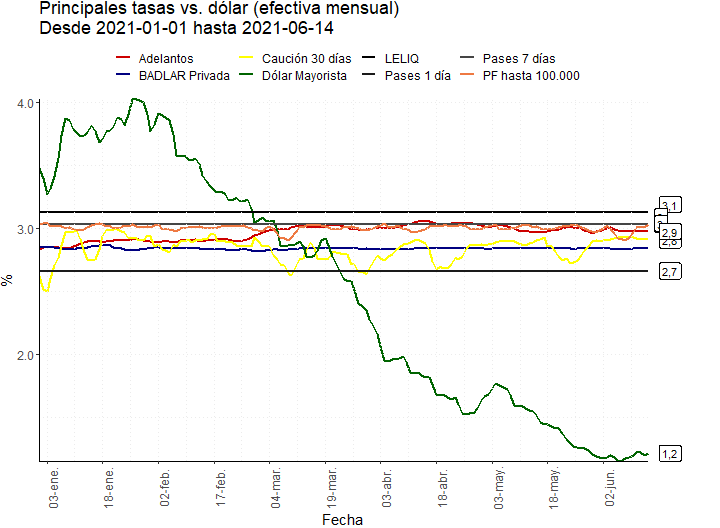 Principales tasas vs. dólar (efectiva mensual)
Desde 2021-01-01 hasta 2021-06-14
Adelantos Caución 30 días LELIQ Pases 7 días
BADLAR Privada Dólar Mayorista Pases 1 día PF hasta 100.000
4.0
3.0
2.0
%
3,1
2,9
2,8
2,7
1,2
03-ene. 18-ene. 02-feb. 17-feb. 04-mar. 19-mar. 03-abr. 18-abr. 03-may. 18-may. 02-jun.
Fecha